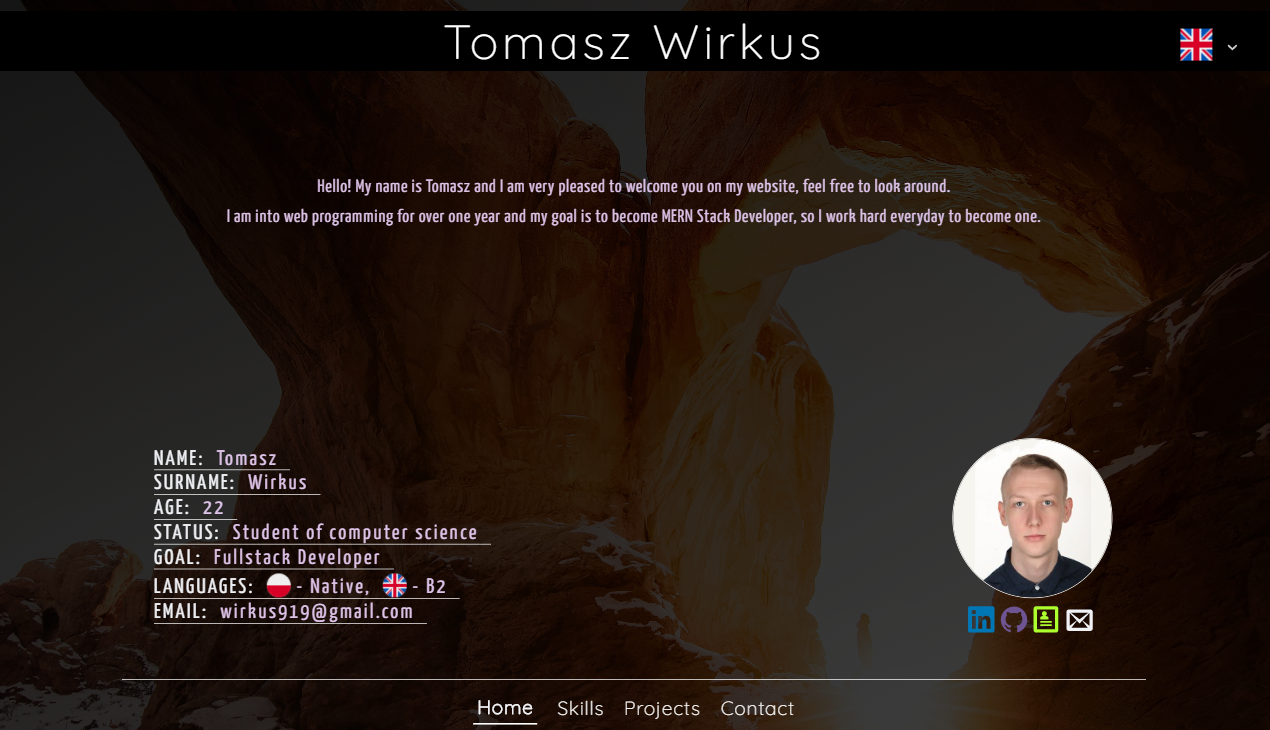 Tomasz Wirkus
Hello! My name is Tomasz and I am very pleased to welcome you on my website, feel free to look around.
I am into web programming for over one year and my goal is to become MERN Stack Developer, so I work hard everyday to become one.
NAME: Tomasz
SURNAME: Wirkus
AGE: 22
STATUS: Student of computer science
GOAL: Fullstack Developer
LANGUAGES: - Native, - B2
EMAIL: wirkus919@gmail.com
in
Home Skills Projects Contact